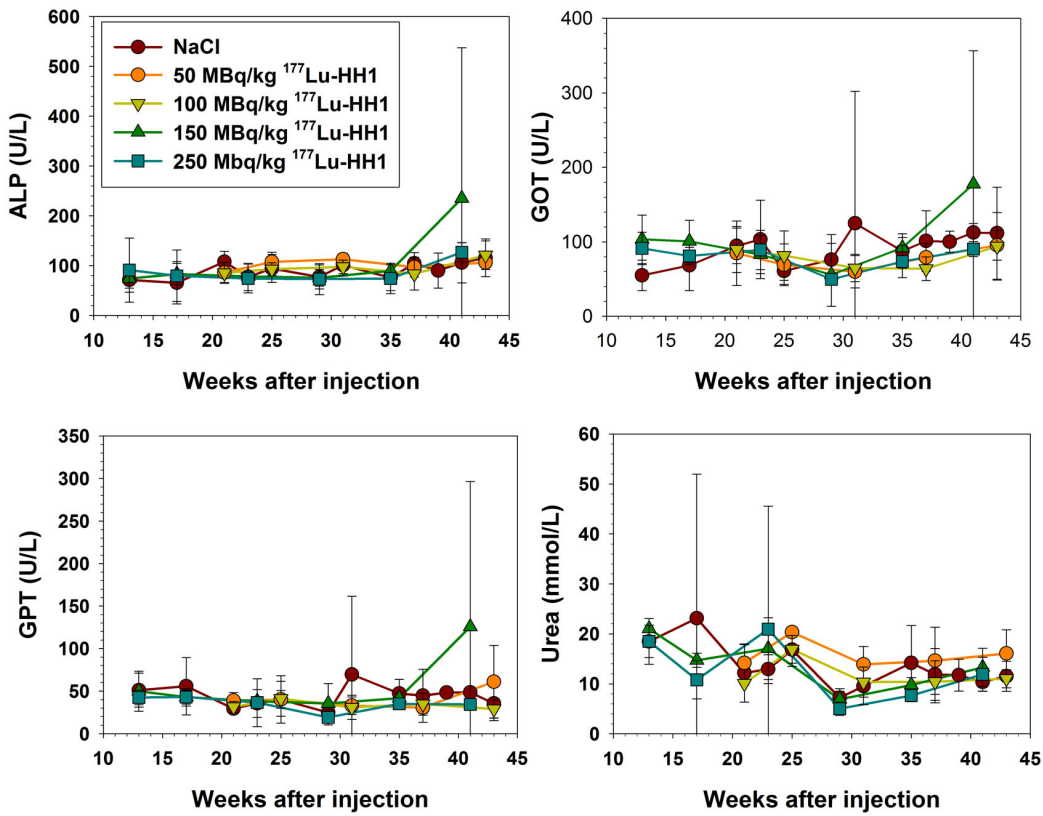 600
500
400
300
200
100
0
ALP (U/L)
NaCl
50 MBq/kg 177Lu-HH1
100 MBq/kg 177Lu-HH1
150 MBq/kg 177Lu-HH1
250 Mbq/kg 177Lu-HH1
10 15 20 25 30 35 40 45
Weeks after injection
400
300
200
100
0
GOT (U/L)
10 15 20 25 30 35 40 45
Weeks after injection
350
300
250
200
150
100
50
0
GPT (U/L)
10 15 20 25 30 35 40 45
Weeks after injection
60
50
40
30
20
10
0
Urea (mmol/L)
10 15 20 25 30 35 40 45
Weeks after injection